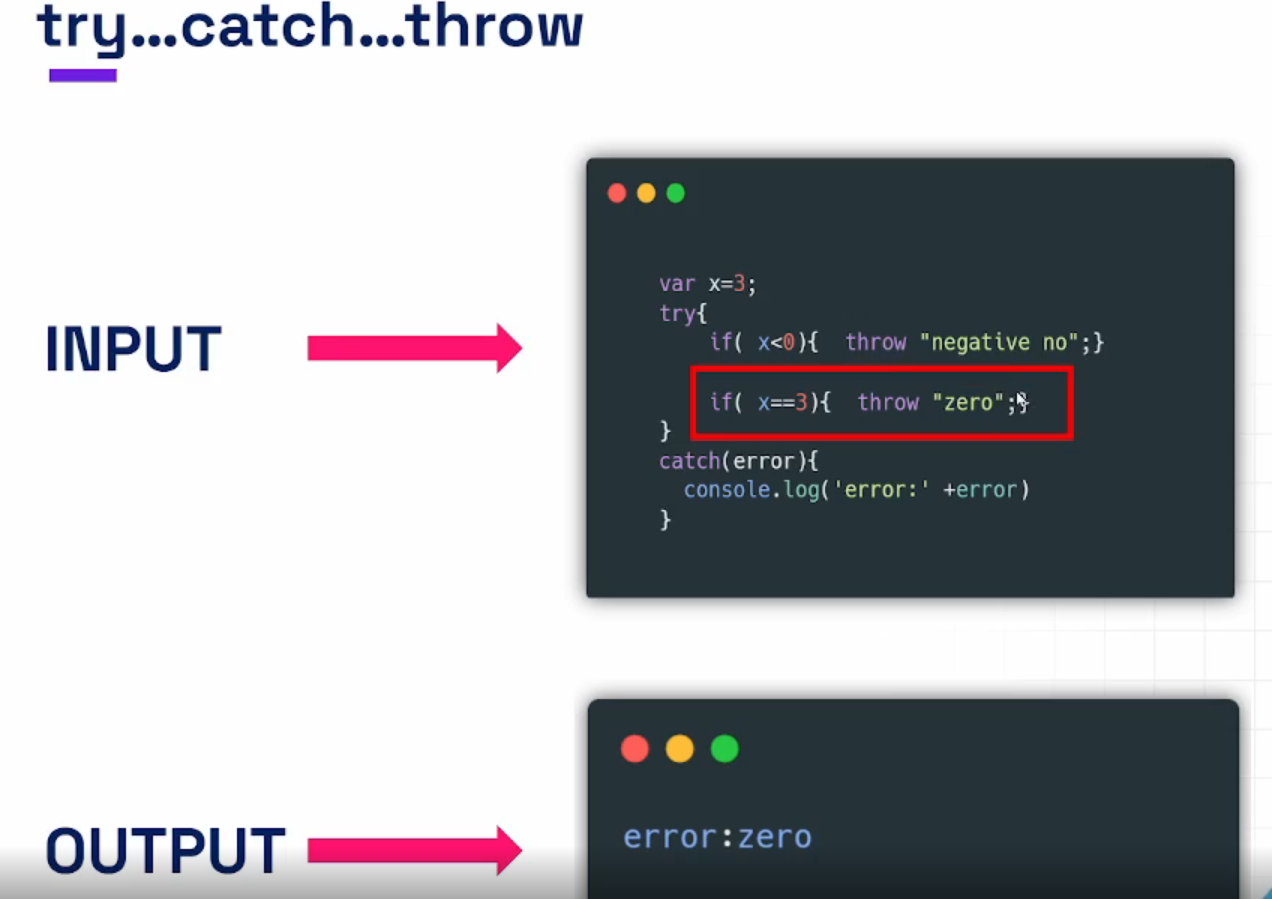 try...catch...throw
INPUT
var x=3;
try{
if( x<0){ throw "negative no";}
if( x==3){ throw "zero";}
}
catch(error){
console.log('error:' +error)
}
OUTPUT
error:zero